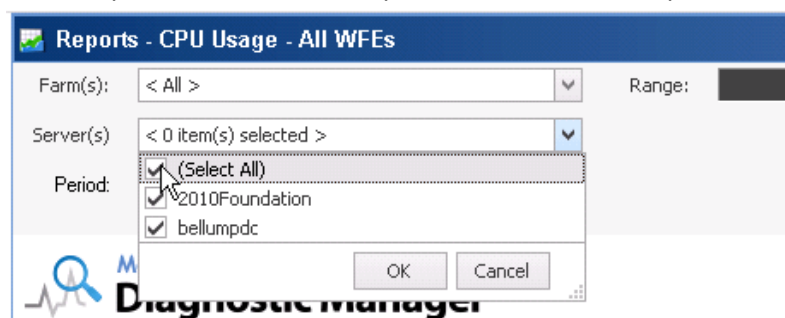 Reports - CPU Usage - All WFEs
Farm(s): < All > Range:
Server(s) < 0 item(s) selected >
(Select All)
Period:
2010Foundation
bellumpdc
OK Cancel
Diagnostic Manager